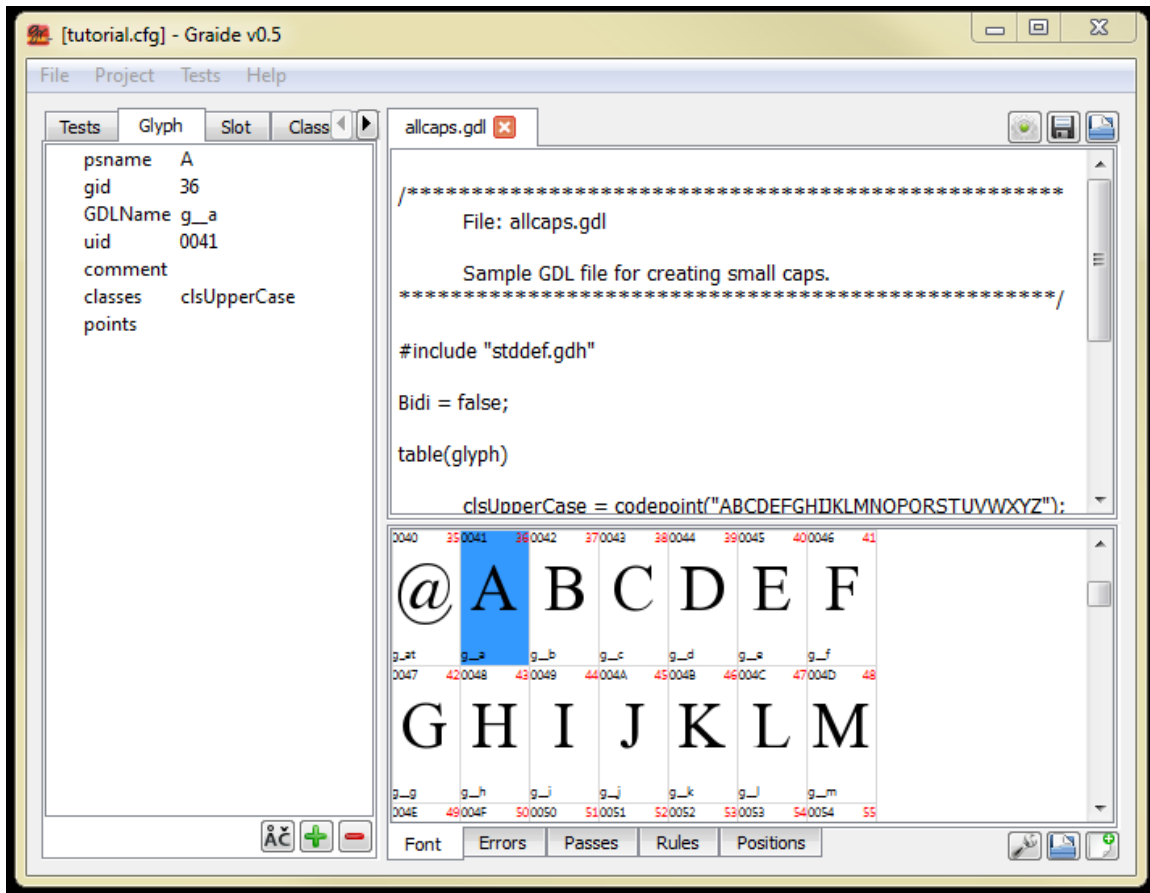 [tutorial.cfg] - Graide v0.5
File Project Tests Help
Tests Glyph Slot Class
allcaps.gdl
psname A
gid 36
GDLName g__a
uid 0041
comment
classes clsUpperCase
points
/***************************************************
File: allcaps.gdl
Sample GDL file for creating small caps.
***************************************************/
#include "stddef.gdh"
Bidi = false;
table(glyph)
clsUpperCase = codepoint("ABCDEFGHIJKLMNOPQRSTUVWXYZ");
0040 35 0041 36 0042 37 0043 38 0044 39 0045 40 0046 41
@ A B C D E F
g_at g__a g__b g__c g__d g__e g__f
0047 42 0048 43 0049 44 004A 45 004B 46 004C 47 004D 48
G H I J K L M
g__g g__h g__i g__j g__k g__l g__m
004E 49 004F 50 0050 51 0051 52 0052 53 0053 54 0054 55
ÅČ
Font Errors Passes Rules Positions